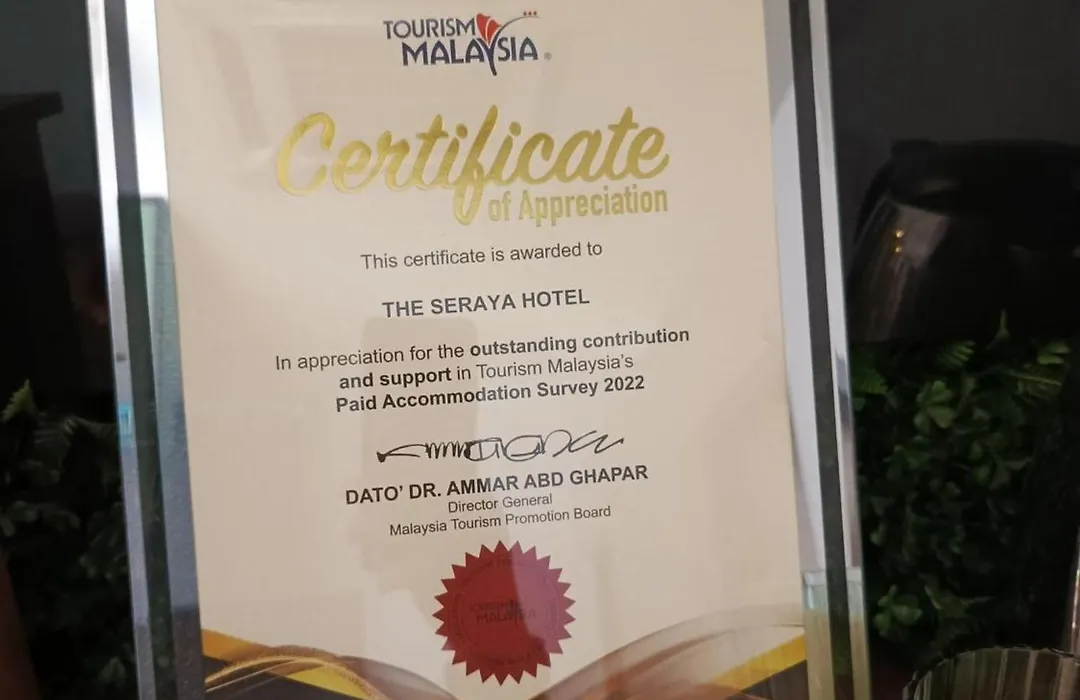 TOURISM
MALAYSIA ®
Certificate
of Appreciation
This certificate is awarded to
THE SERAYA HOTEL
In appreciation for the outstanding contribution
and support in Tourism Malaysia's
Paid Accommodation Survey 2022
DATO' DR. AMMAR ABD GHAPAR
Director General
Malaysia Tourism Promotion Board
TOURISM
MALAYSIA